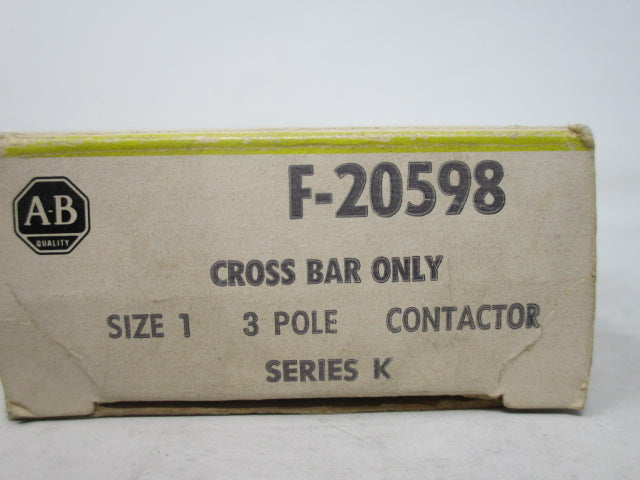 F-20598
A-B
QUALITY
CROSS BAR ONLY
SIZE 1 3 POLE CONTACTOR
SERIES K